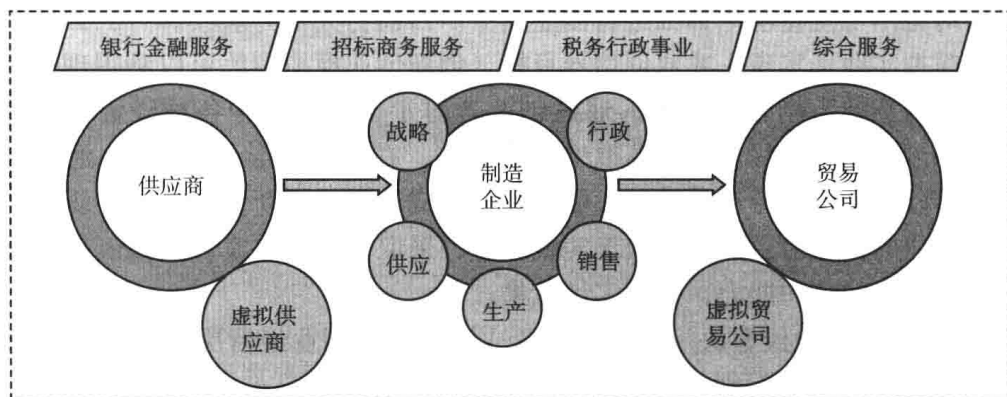 银行金融服务
招标商务服务
税务行政事业
综合服务
战略
行政
供应商
制造
企业
贸易
公司
供应
销售
生产
虚拟供
应商
虚拟贸
易公司